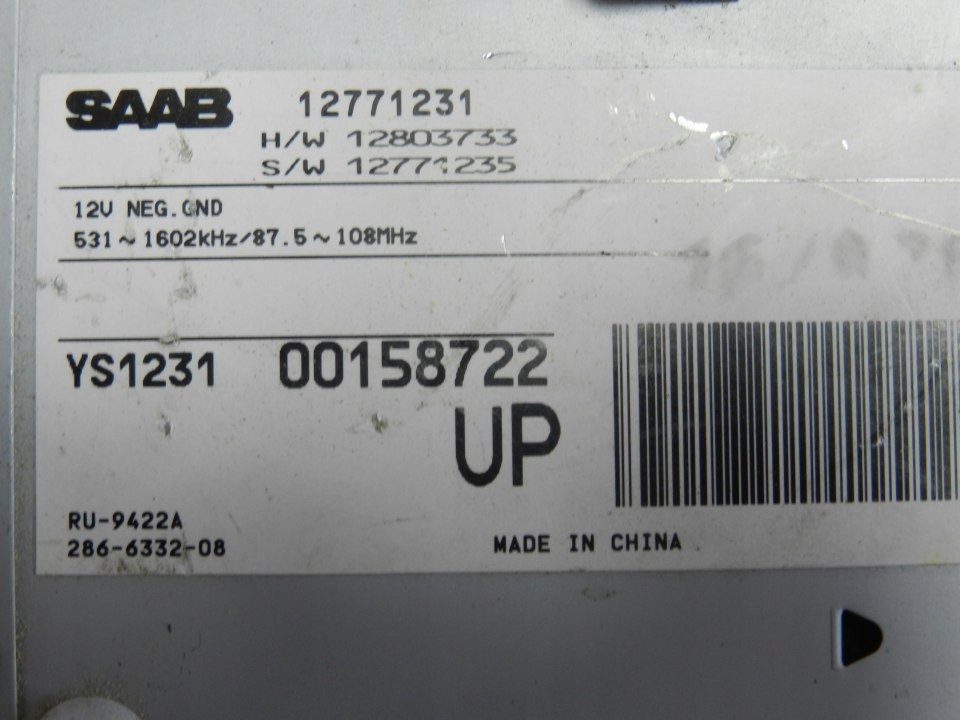 SAAB 12771231
H/W 12803733
S/W 12771235
12V NEG.GND
531~1602kHz/87.5~108MHz
YS1231 00158722
UP
RU-9422A
286-6332-08
MADE IN CHINA